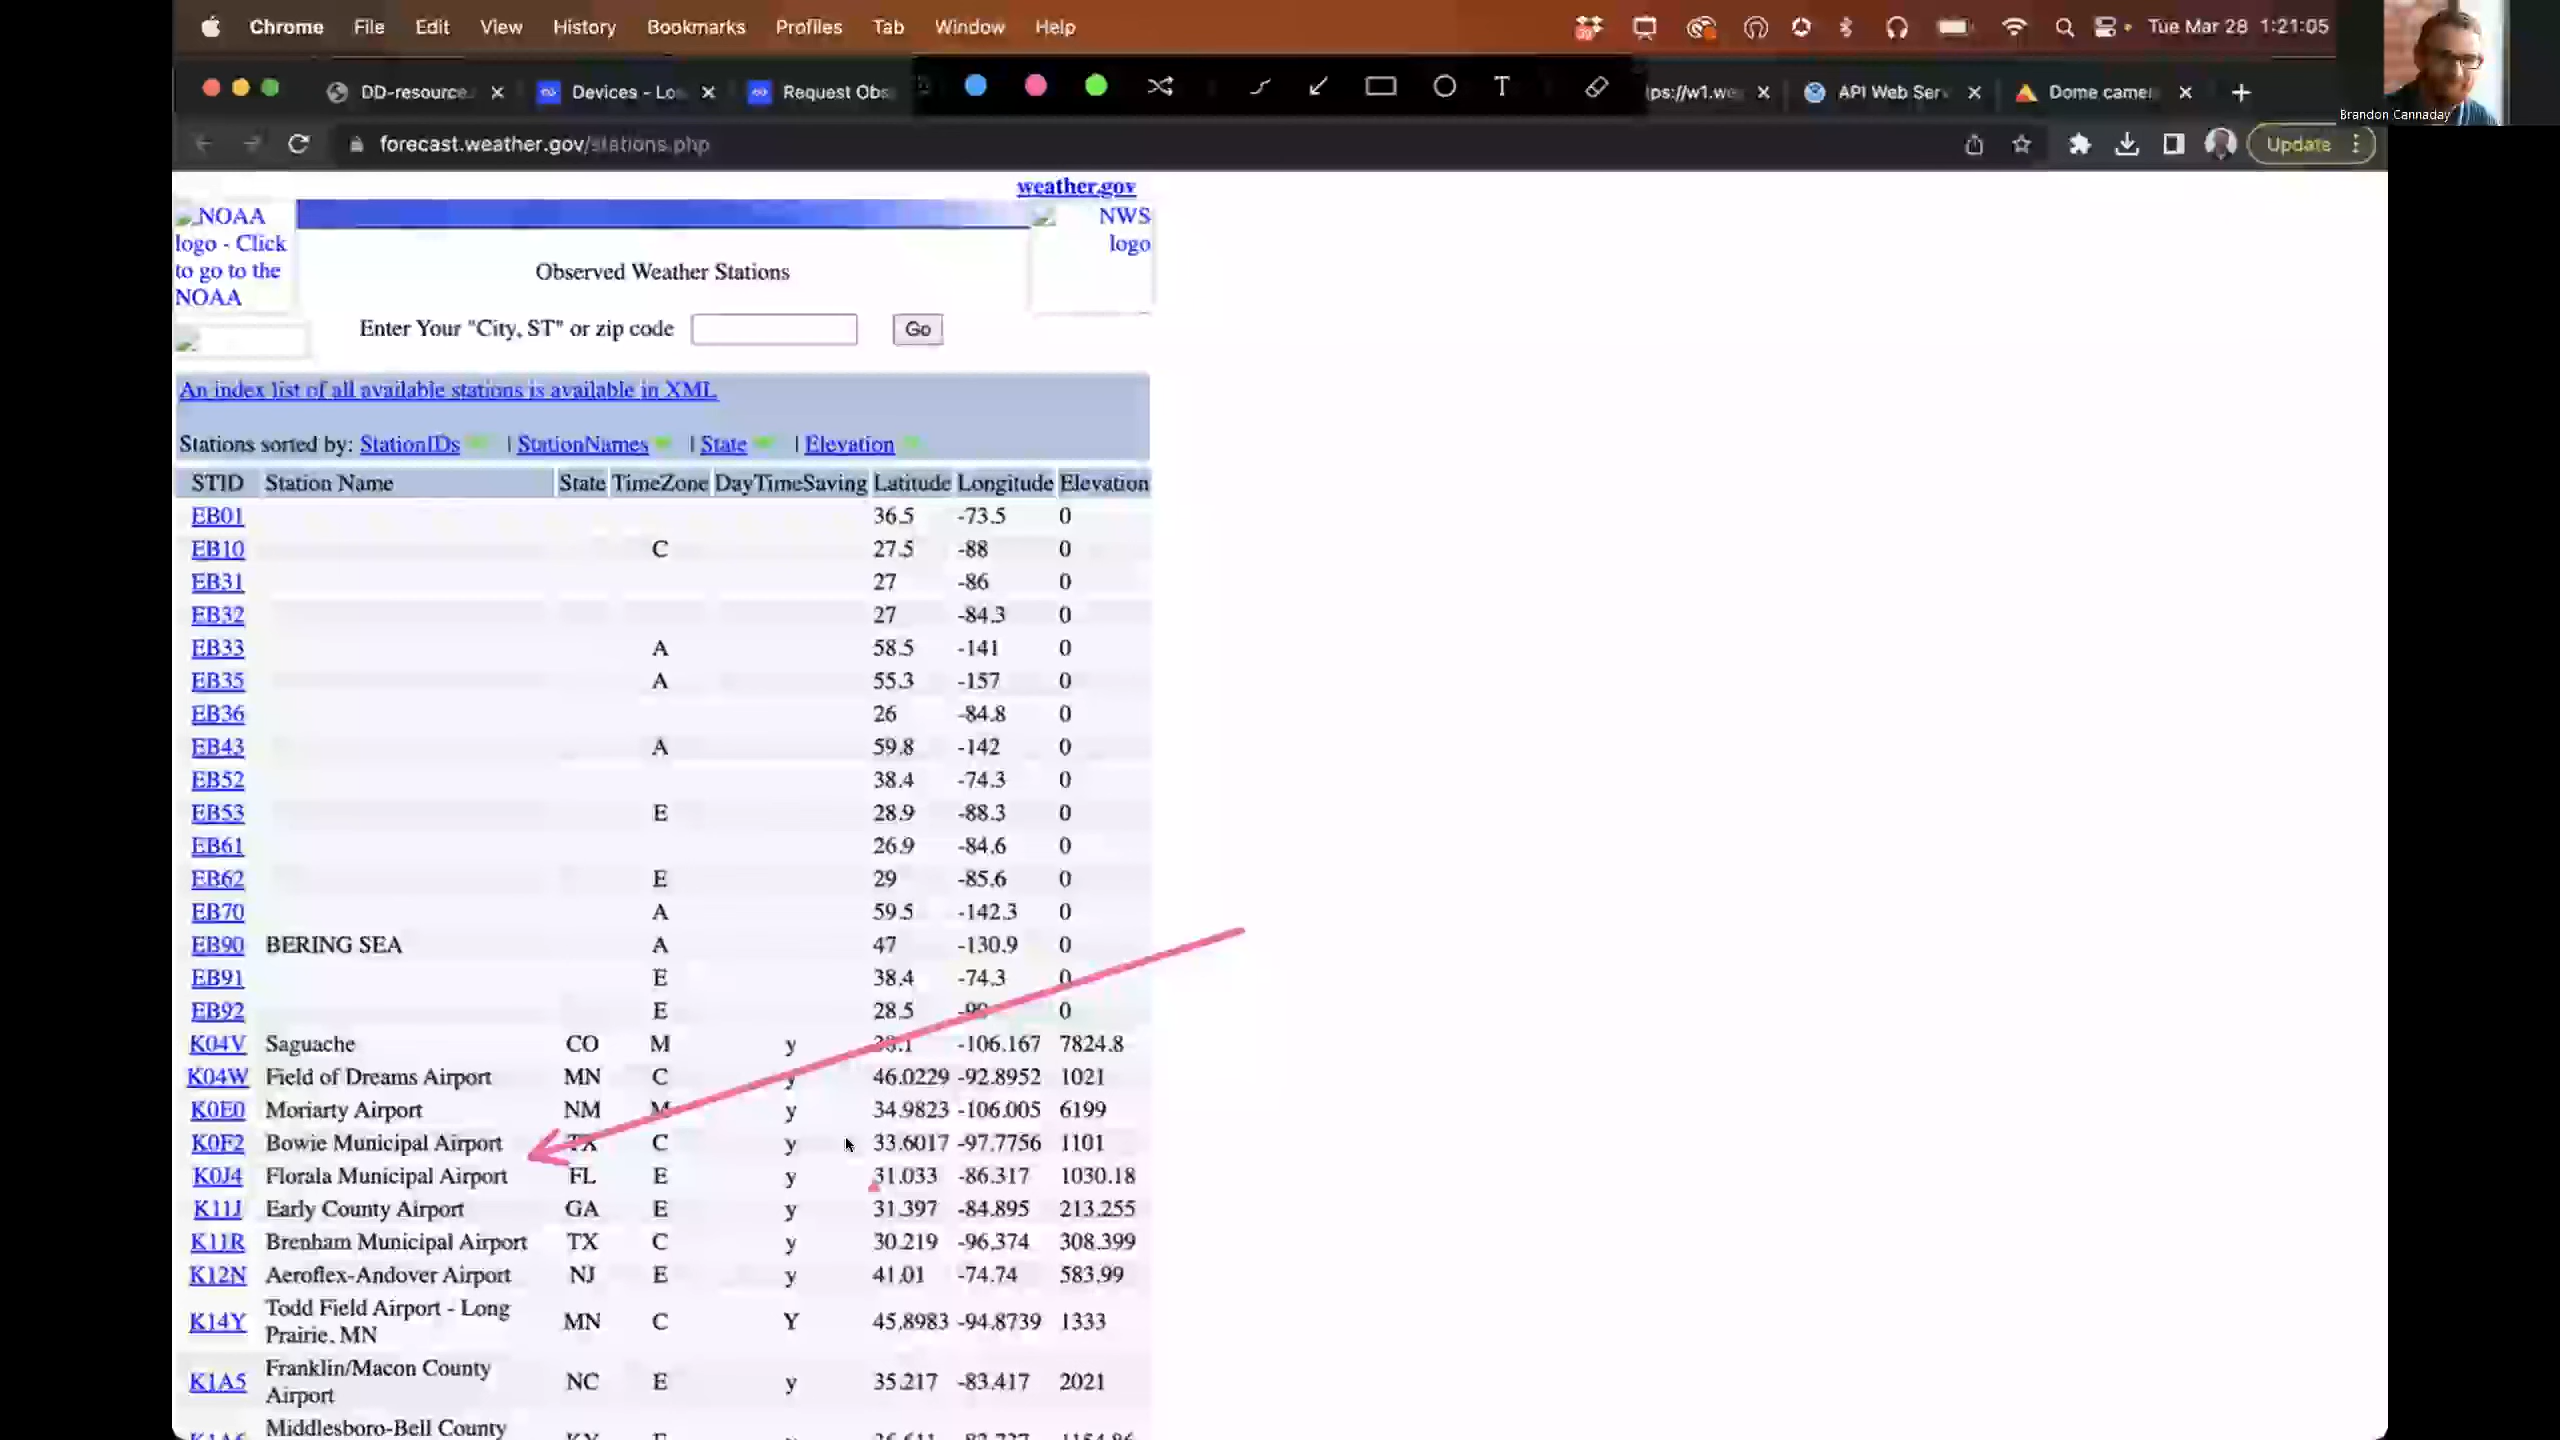 Chrome File Edit View History Bookmarks Profiles Tab Window Help Tue Mar 28 1:21:05
DD-resource Devices - Lo Request Obs T ps://w1.we API Web Serv Dome camer
Brandon Cannaday
forecast.weather.gov/stations.php Update
weather.gov
NOAA
logo - Click
to go to the
NOAA
NWS
logo
Observed Weather Stations
Enter Your "City, ST" or zip code Go
An index list of all available stations is available in XML
Stations sorted by: StationIDs | StationNames | State | Elevation
STID Station Name State TimeZone DayTimeSaving Latitude Longitude Elevation
EB01 36.5 -73.5 0
EB10 C 27.5 -88 0
EB31 27 -86 0
EB32 27 -84.3 0
EB33 A 58.5 -141 0
EB35 A 55.3 -157 0
EB36 26 -84.8 0
EB43 A 59.8 -142 0
EB52 38.4 -74.3 0
EB53 E 28.9 -88.3 0
EB61 26.9 -84.6 0
EB62 E 29 -85.6 0
EB70 A 59.5 -142.3 0
EB90 BERING SEA A 47 -130.9 0
EB91 E 38.4 -74.3 0
EB92 E 28.5 0
K04V Saguache CO M y -106.167 7824.8
K04W Field of Dreams Airport MN C y 46.0229 -92.8952 1021
K0E0 Moriarty Airport NM M y 34.9823 -106.005 6199
K0F2 Bowie Municipal Airport TX C y 33.6017 -97.7756 1101
K0J4 Florala Municipal Airport FL E y 31.033 -86.317 1030.18
K11J Early County Airport GA E y 31.397 -84.895 213.255
K11R Brenham Municipal Airport TX C y 30.219 -96.374 308.399
K12N Aeroflex-Andover Airport NJ E y 41.01 -74.74 583.99
K14Y Todd Field Airport - Long
Prairie, MN MN C Y 45.8983 -94.8739 1333
K1A5 Franklin/Macon County
Airport NC E y 35.217 -83.417 2021
Middlesboro-Bell County